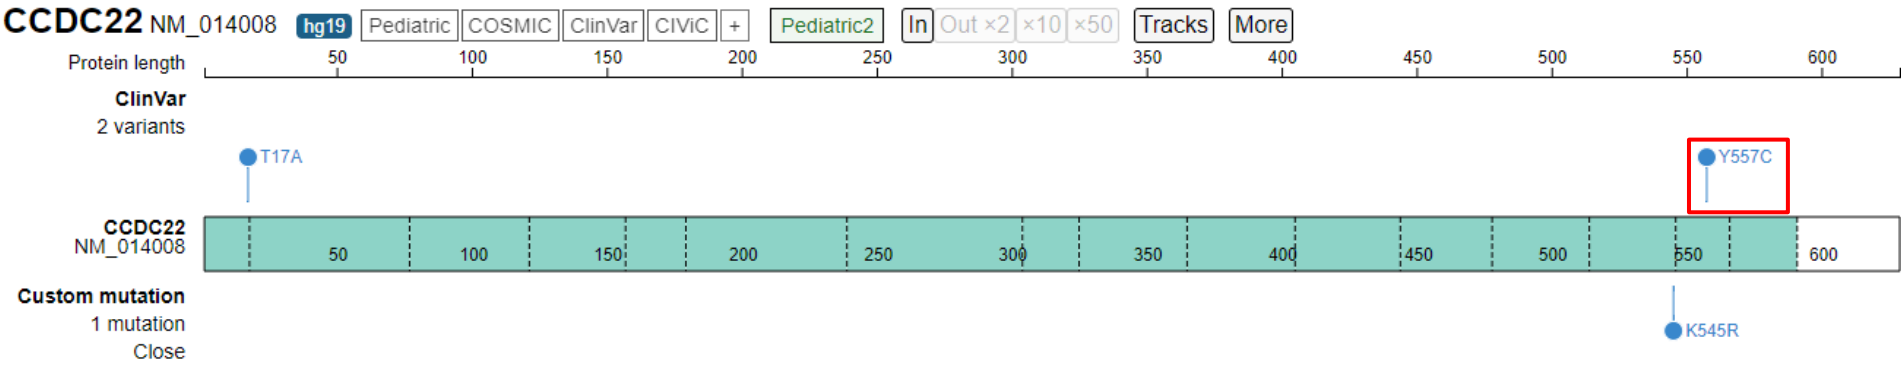 CCDC22 NM_014008 hg19 Pediatric COSMIC ClinVar CIViC + Pediatric2 In Out ×2 ×10 ×50 Tracks More
Protein length 50 100 150 200 250 300 350 400 450 500 550 600
ClinVar
2 variants
T17A Y557C
CCDC22
NM_014008 50 100 150 200 250 300 350 400 450 500 550 600
Custom mutation
1 mutation
K545R
Close